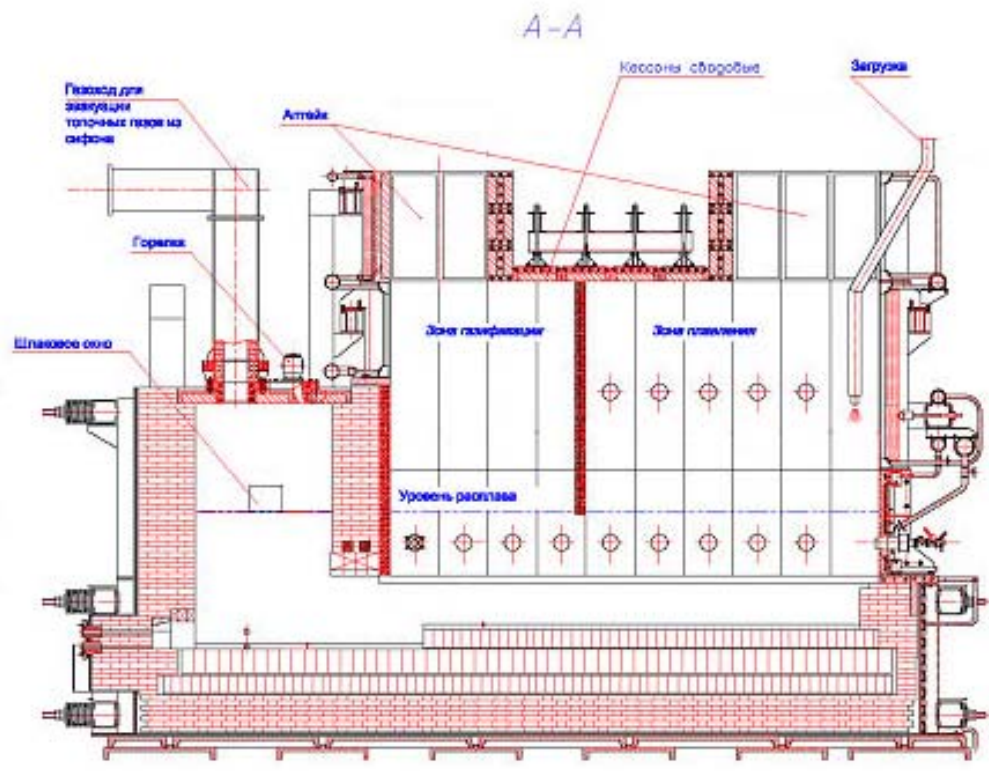 А-А
Кессоны сводовые
Загрузка
Газоход для
эвакуации
топочных газов из
сифона
Аптейк
Горелка
Зона газификации
Зона плавления
Шлаковое окно
Уровень расплава